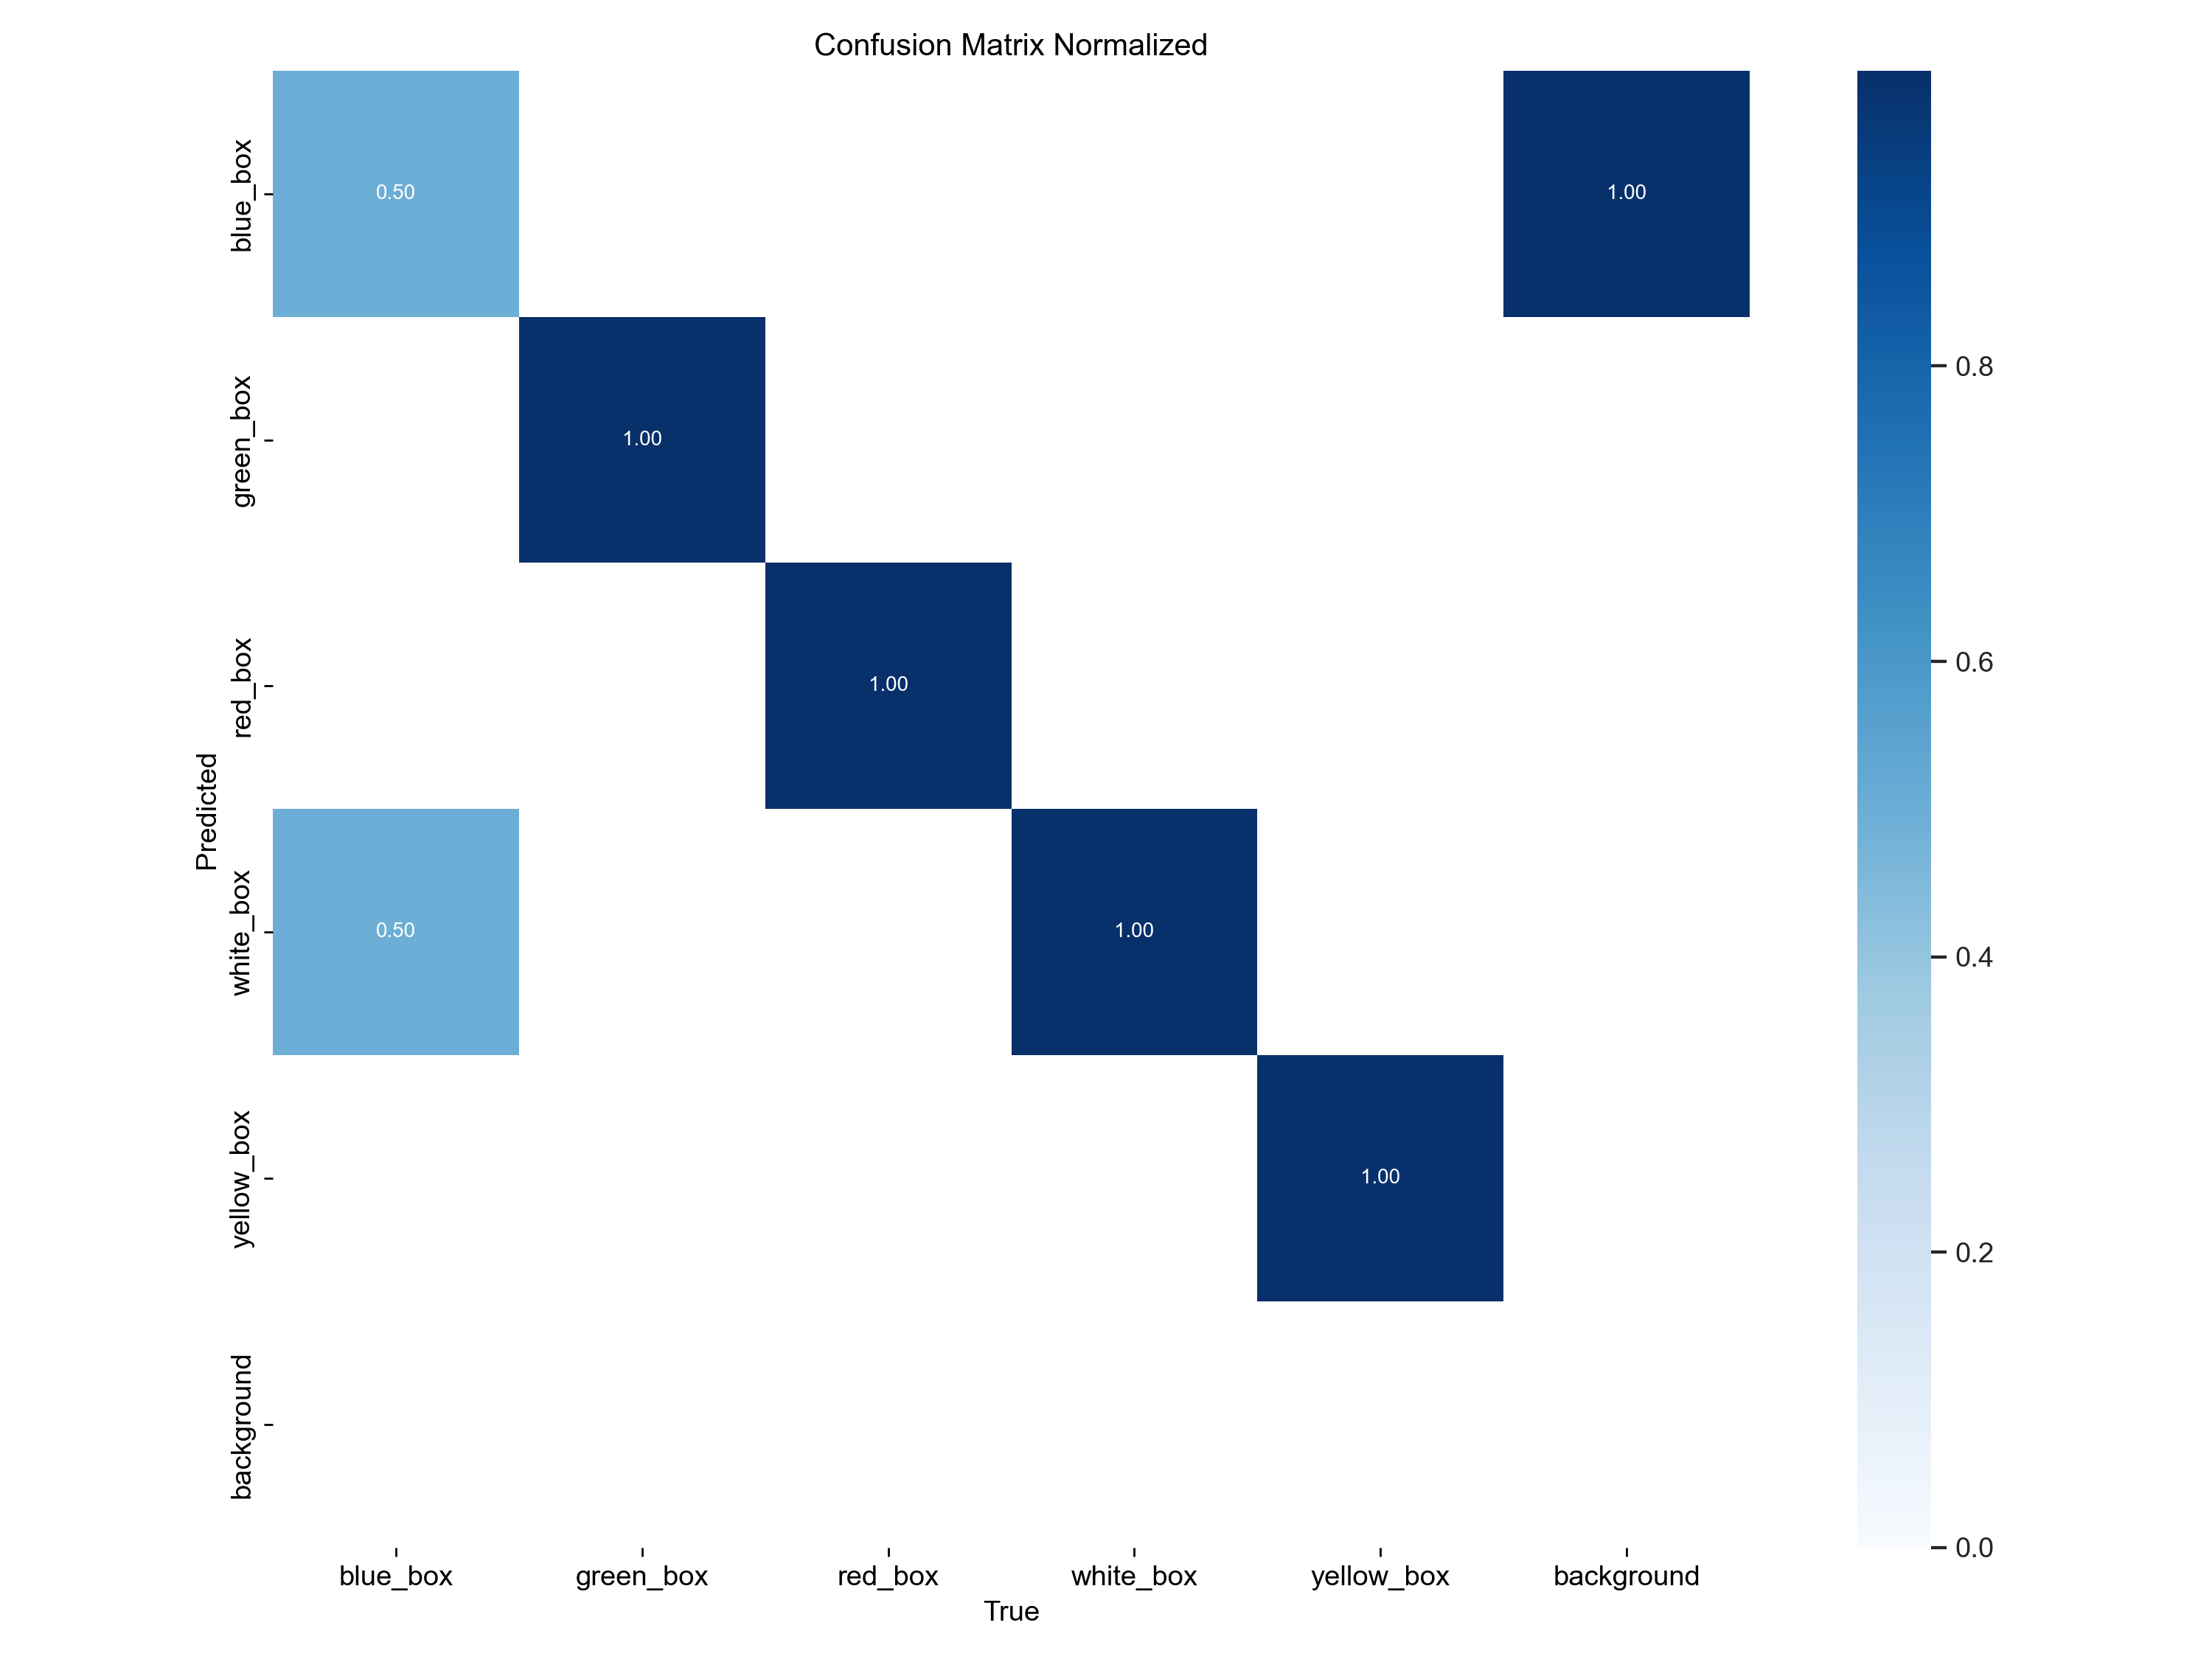 Confusion Matrix Normalized
blue_box
0.50
1.00
green_box
1.00
0.8
red_box
1.00
0.6
Predicted
white_box
0.50
1.00
0.4
yellow_box
1.00
0.2
background
0.0
blue_box
green_box
red_box
white_box
yellow_box
background
True